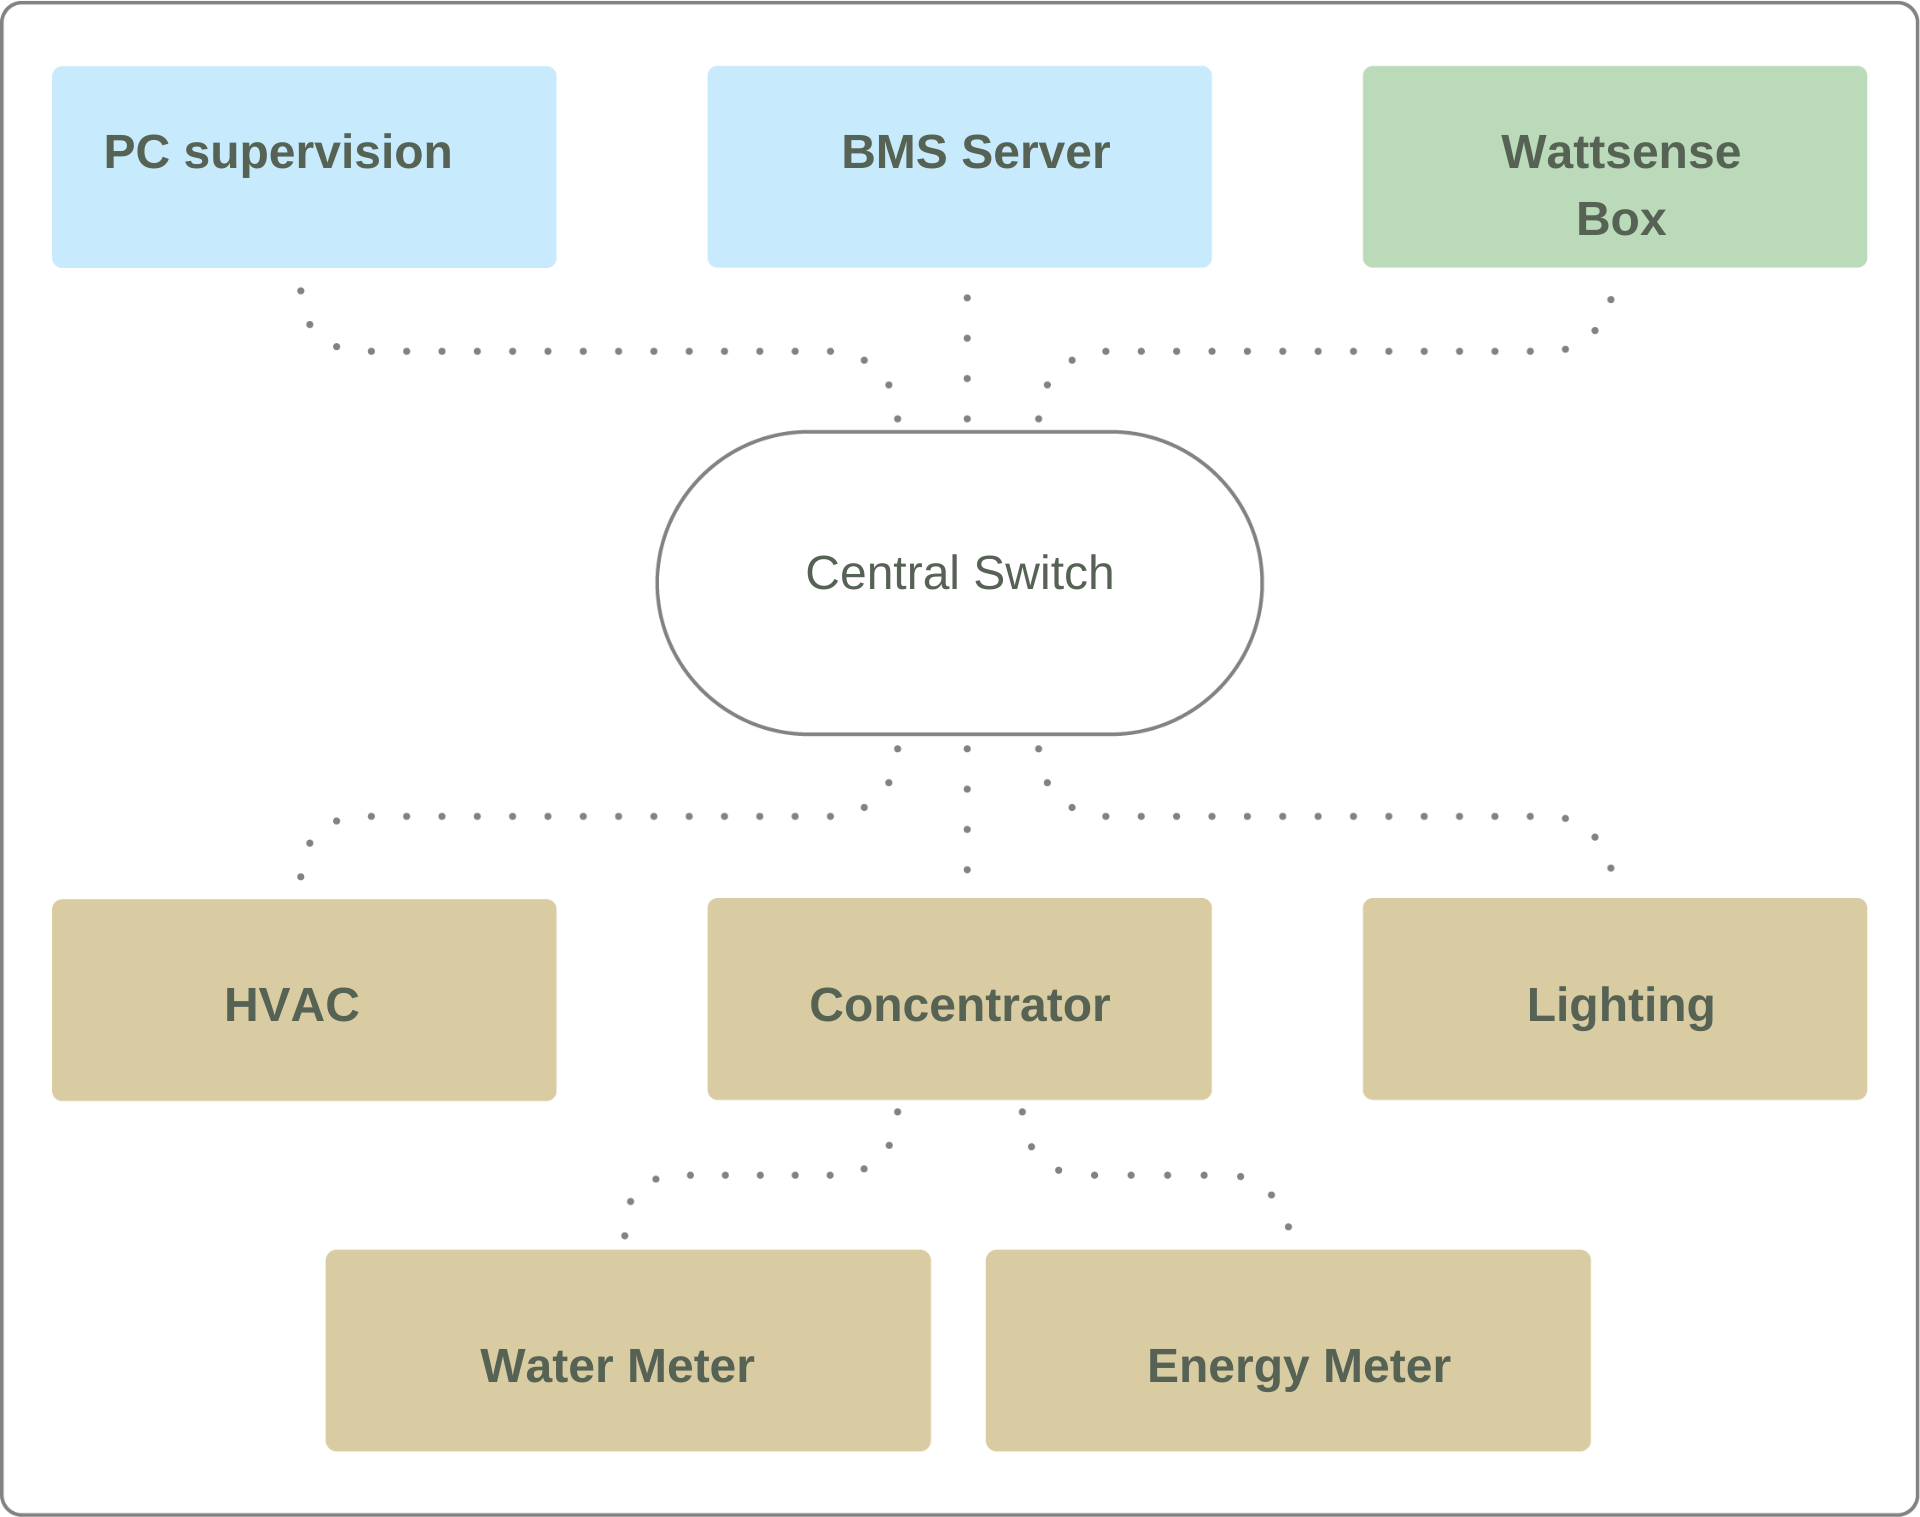 PC supervision
BMS Server
Wattsense
Box
Central Switch
HVAC
Concentrator
Lighting
Water Meter
Energy Meter